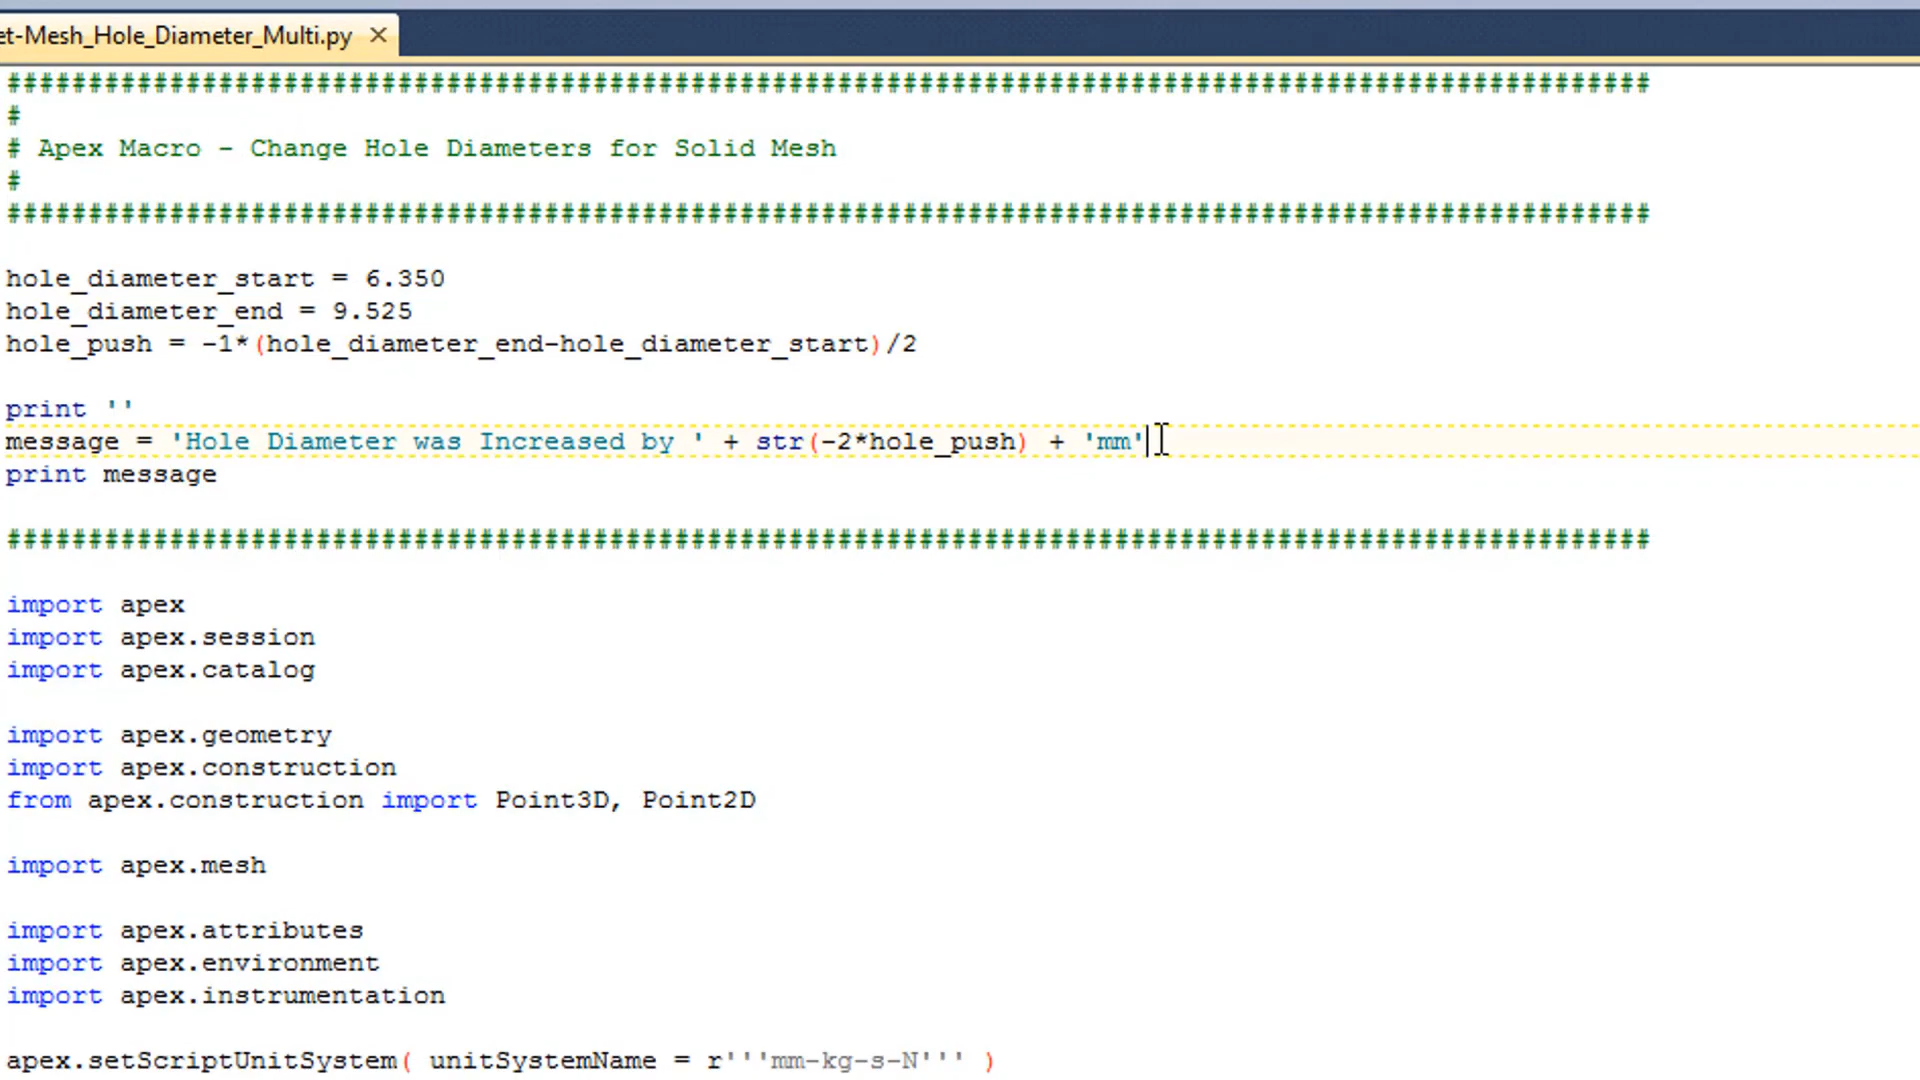 et-Mesh_Hole_Diameter_Multi.py ✕
#####################################################################################################
#
# Apex Macro - Change Hole Diameters for Solid Mesh
#
#####################################################################################################
hole_diameter_start = 6.350
hole_diameter_end = 9.525
hole_push = -1*(hole_diameter_end-hole_diameter_start)/2
print ''
message = 'Hole Diameter was Increased by ' + str(-2*hole_push) + 'mm'
print message
#####################################################################################################
import apex
import apex.session
import apex.catalog
import apex.geometry
import apex.construction
from apex.construction import Point3D, Point2D
import apex.mesh
import apex.attributes
import apex.environment
import apex.instrumentation
apex.setScriptUnitSystem( unitSystemName = r'''mm-kg-s-N''' )